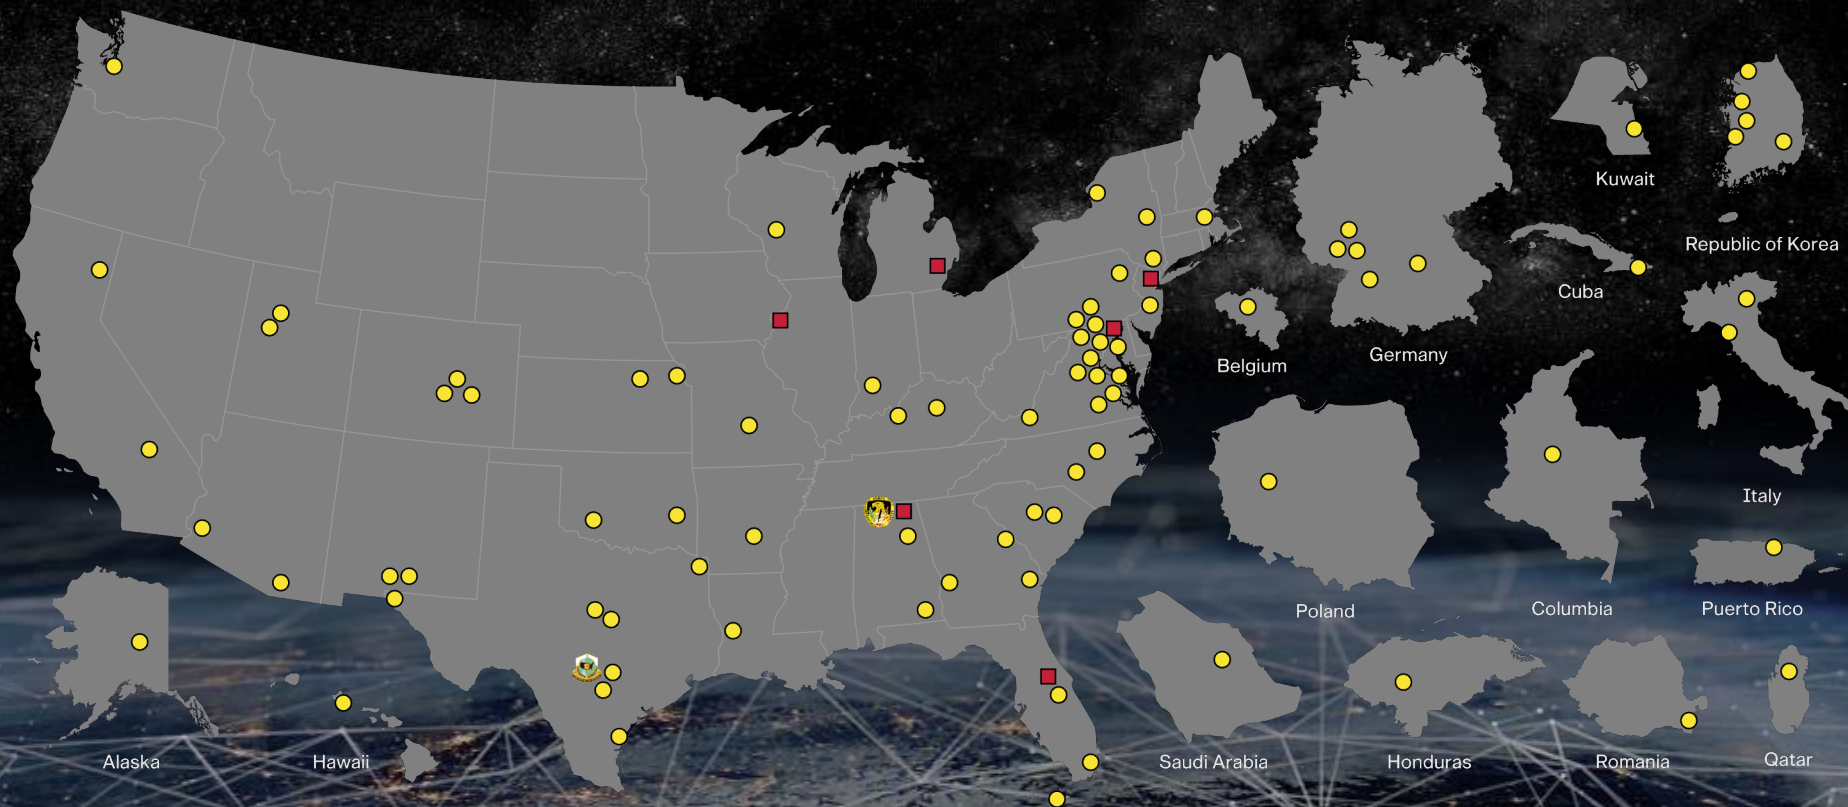 Kuwait
Republic of Korea
Cuba
Belgium
Germany
Italy
Poland
Columbia
Puerto Rico
Alaska
Hawaii
Saudi Arabia
Honduras
Romania
Qatar